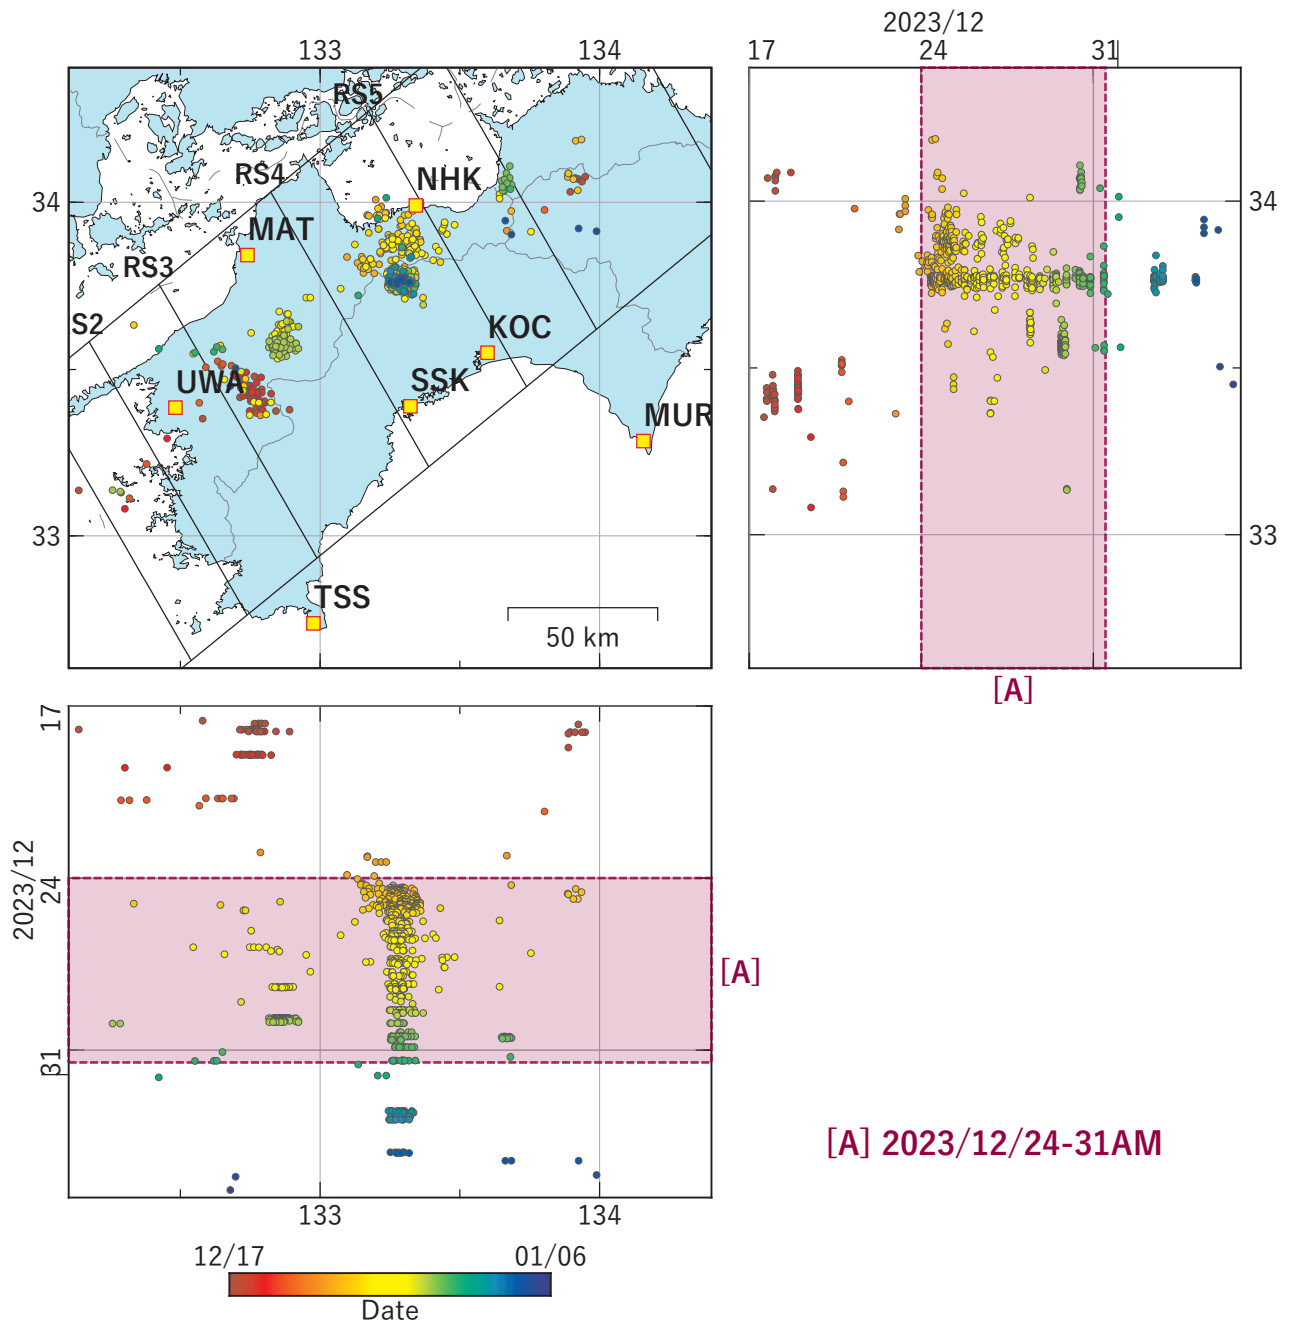 2023/12
133
134
17
24
31
RS5
RS4
NHK
34
34
MAT
RS3
S2
KOC
UWA
SSK
MUR
33
33
TSS
50 km
[A]
17
24
31
2023/12
[A]
[A] 2023/12/24-31AM
133
134
12/17
01/06
Date